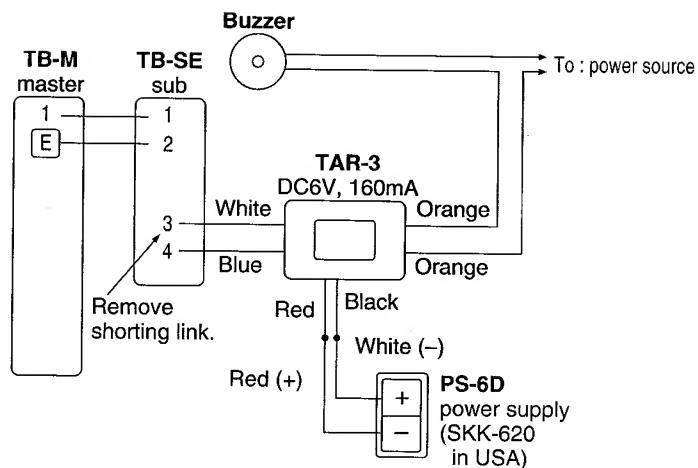 Buzzer
TB-M
master
TB-SE
sub
To : power source
1
1
E
2
TAR-3
DC6V, 160mA
White
Orange
3
4
Blue
Orange
Remove
shorting link.
Red
Black
White (–)
Red (+)
PS-6D
power supply
(SKK-620
in USA)
+
–